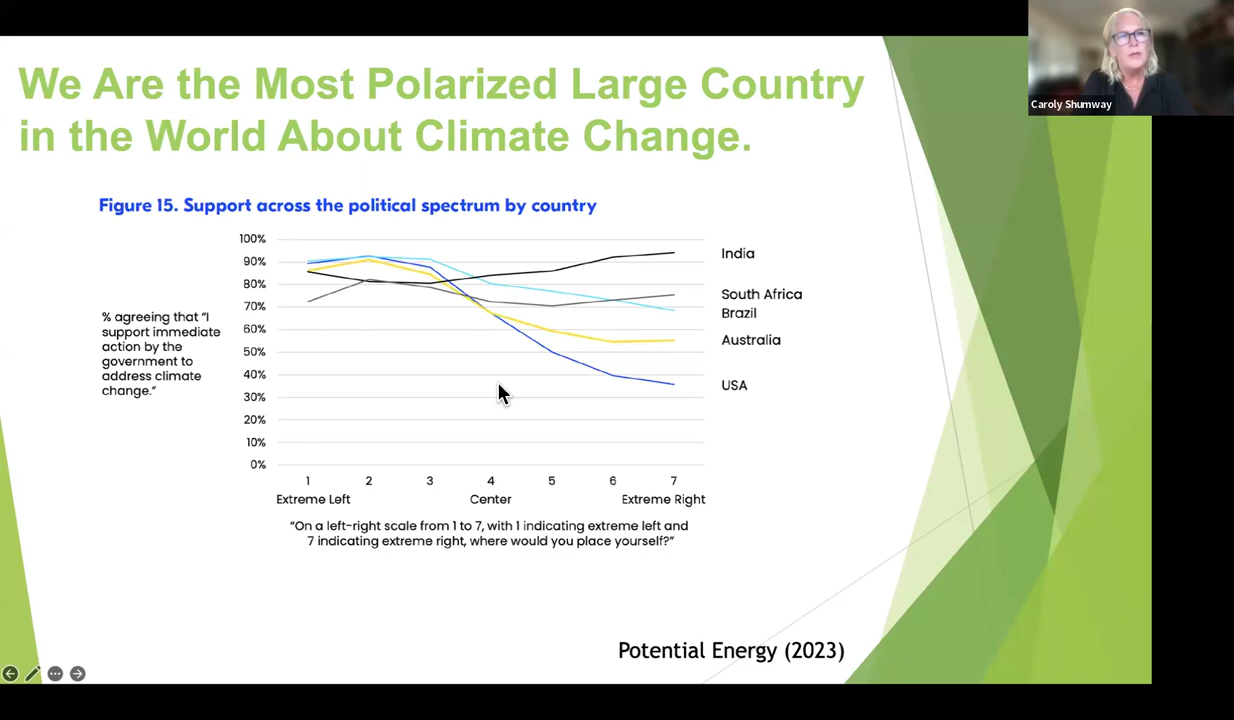 We Are the Most Polarized Large Country
in the World About Climate Change.
Caroly Shumway
Figure 15. Support across the political spectrum by country
% agreeing that “I
support immediate
action by the
government to
address climate
change.”
100%
90%
80%
70%
60%
50%
40%
30%
20%
10%
0%
India
South Africa
Brazil
Australia
USA
1 2 3 4 5 6 7
Extreme Left Center Extreme Right
“On a left-right scale from 1 to 7, with 1 indicating extreme left and
7 indicating extreme right, where would you place yourself?”
Potential Energy (2023)